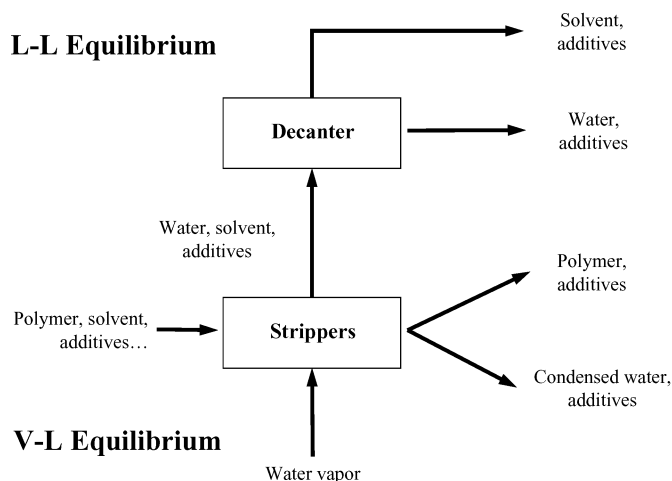 Solvent,
additives
L-L Equilibrium
Decanter
Water,
additives
Water, solvent,
additives
Polymer,
additives
Polymer, solvent,
additives…
Strippers
Condensed water,
additives
V-L Equilibrium
Water vapor